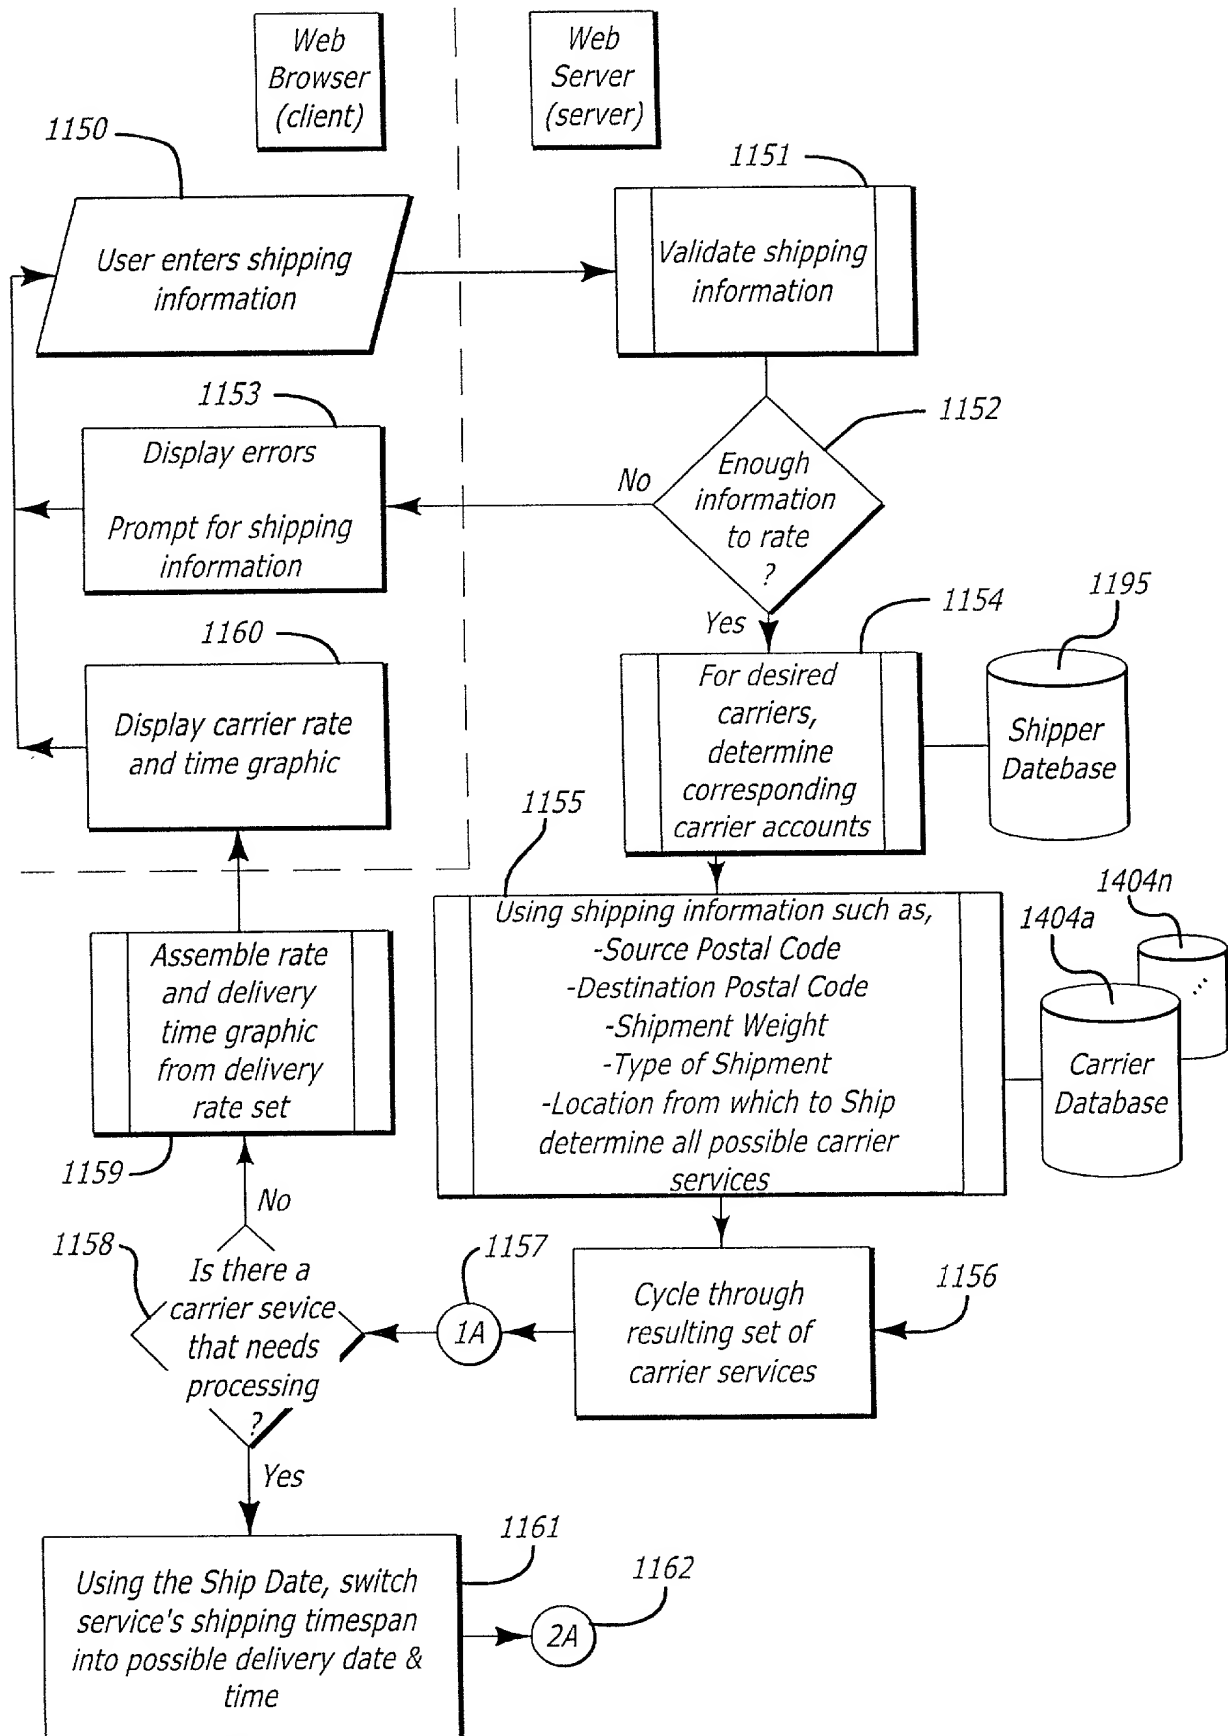 Web
Browser
(client)
Web
Server
(server)
1150
User enters shipping
information
1151
Validate shipping
information
1153
Display errors
Prompt for shipping
information
1152
Enough
information
to rate
?
No
Yes
1160
Display carrier rate
and time graphic
1154
For desired
carriers,
determine
corresponding
carrier accounts
1195
Shipper
Datebase
1155
Using shipping information such as,
-Source Postal Code
-Destination Postal Code
-Shipment Weight
-Type of Shipment
-Location from which to Ship
determine all possible carrier
services
1404n
1404a
...
Carrier
Database
Assemble rate
and delivery
time graphic
from delivery
rate set
1159
No
1158
Is there a
carrier sevice
that needs
processing
?
1157
1A
Cycle through
resulting set of
carrier services
1156
Yes
1161
Using the Ship Date, switch
service's shipping timespan
into possible delivery date &
time
1162
2A